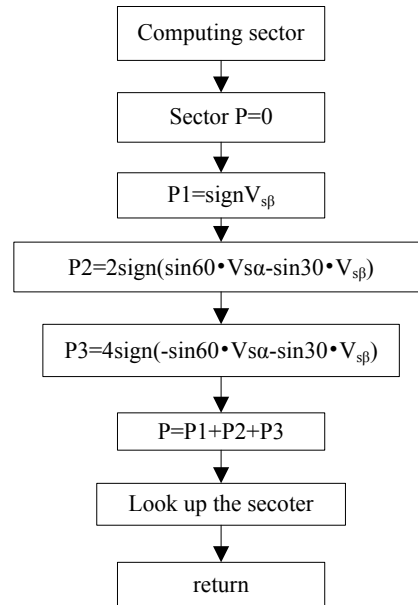 Computing sector
Sector P=0
P1=signVsβ
P2=2sign(sin60•Vsα-sin30•Vsβ)
P3=4sign(-sin60•Vsα-sin30•Vsβ)
P=P1+P2+P3
Look up the secoter
return